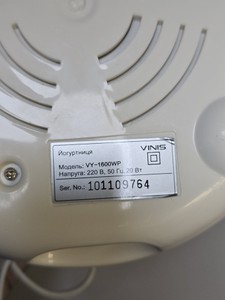 Йогуртниця
VINIS
Модель: VY-1600WP
Напруга: 220 В, 50 Гц, 20 Вт
Ser. No.: 101109764